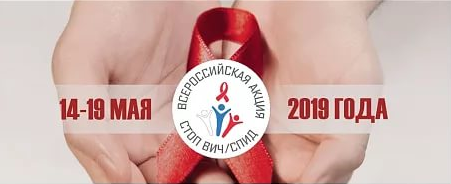 14-19 МАЯ
ВСЕРОССИЙСКАЯ АКЦИЯ
СТОП ВИЧ/СПИД
2019 ГОДА